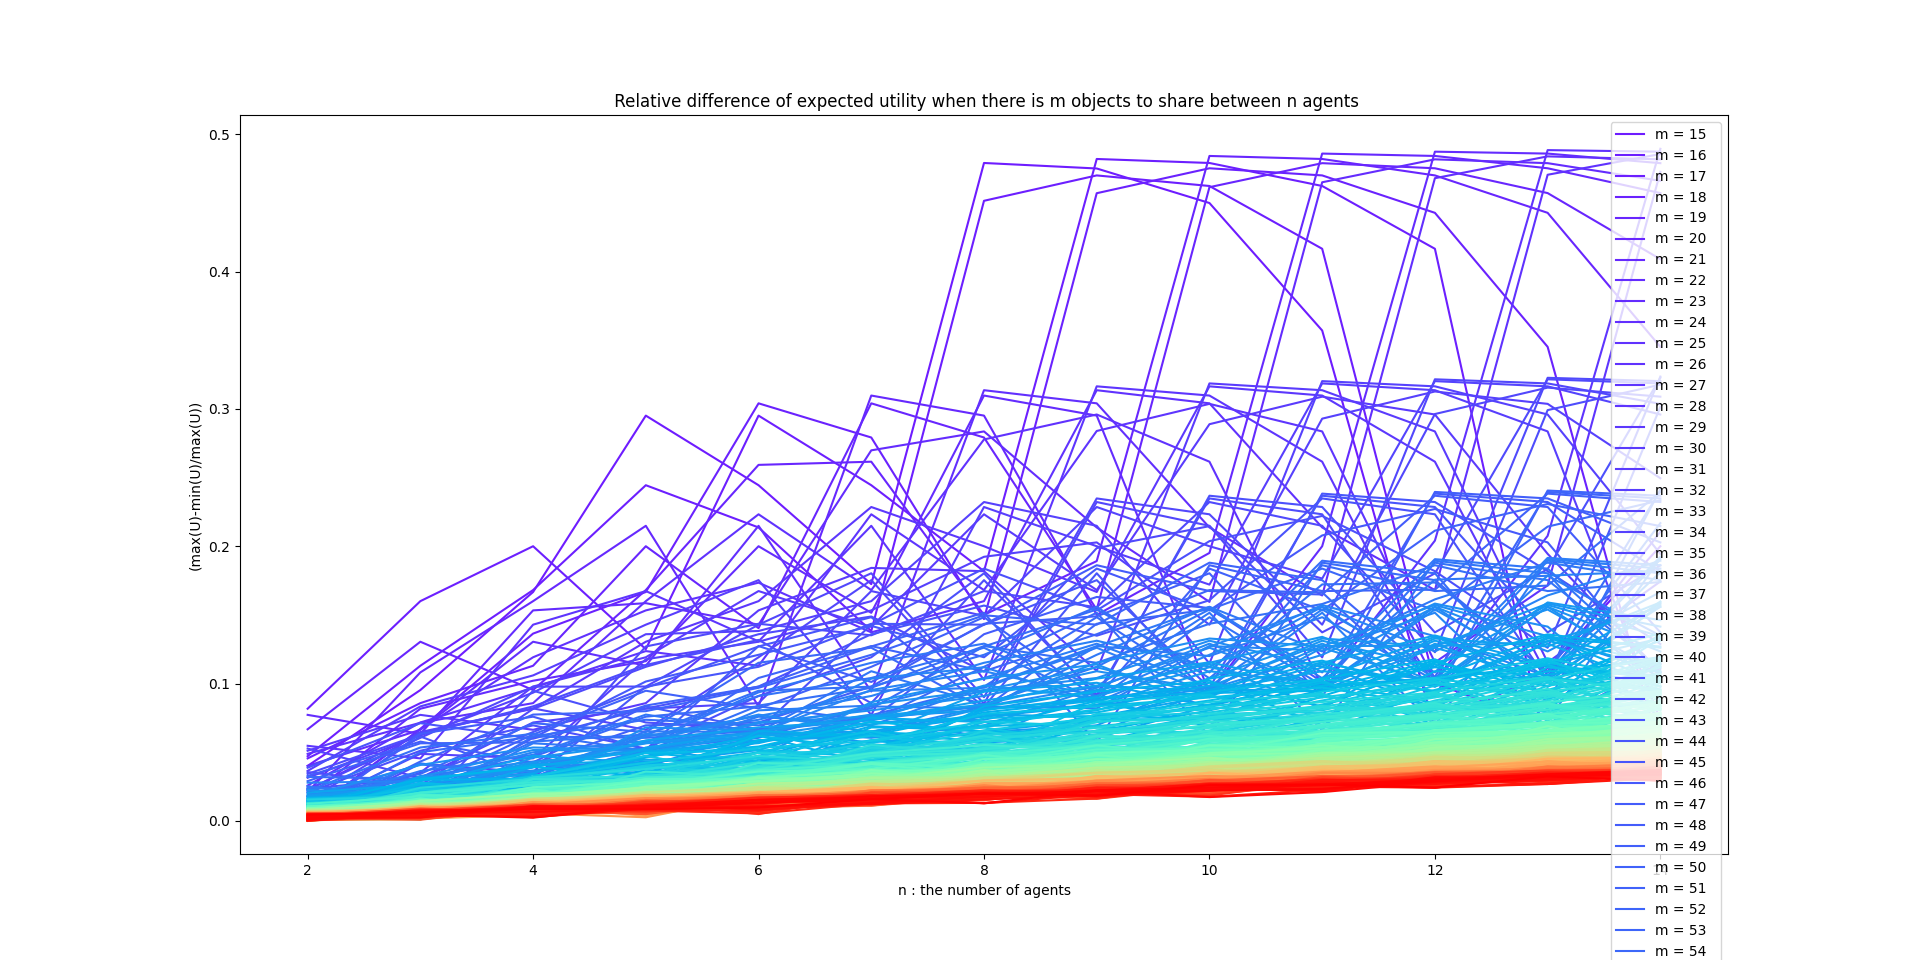 Relative difference of expected utility when there is m objects to share between n agents
(max(U)-min(U)/max(U))
0.5
0.4
0.3
0.2
0.1
0.0
2
4
6
8
10
12
n : the number of agents
m = 15
m = 16
m = 17
m = 18
m = 19
m = 20
m = 21
m = 22
m = 23
m = 24
m = 25
m = 26
m = 27
m = 28
m = 29
m = 30
m = 31
m = 32
m = 33
m = 34
m = 35
m = 36
m = 37
m = 38
m = 39
m = 40
m = 41
m = 42
m = 43
m = 44
m = 45
m = 46
m = 47
m = 48
m = 49
m = 50
m = 51
m = 52
m = 53
m = 54